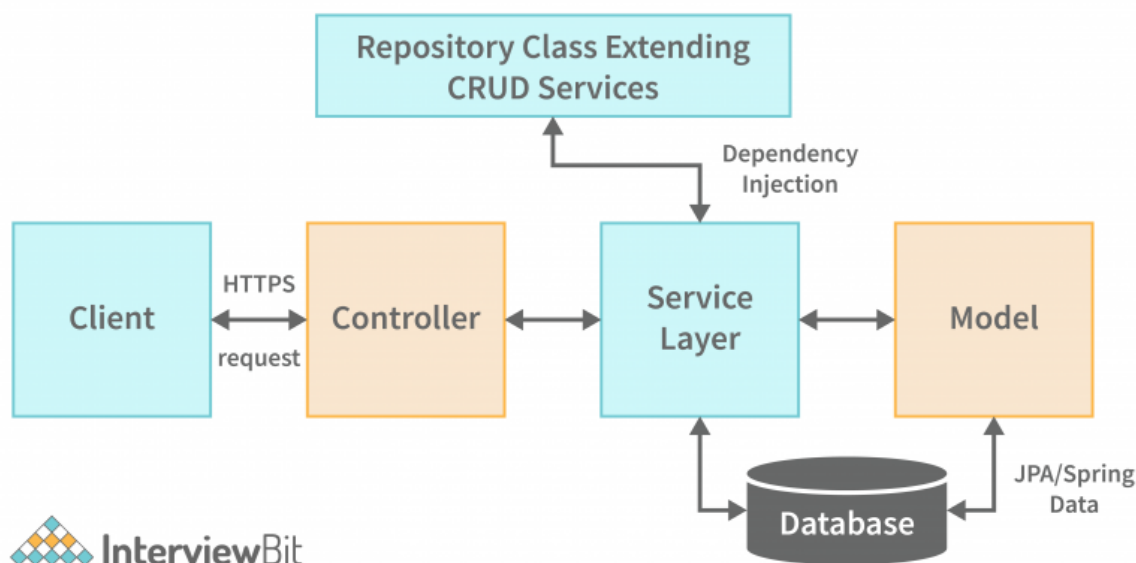 Repository Class Extending
CRUD Services
Dependency
Injection
Client
HTTPS
request
Controller
Service
Layer
Model
JPA/Spring
Data
Database
InterviewBit